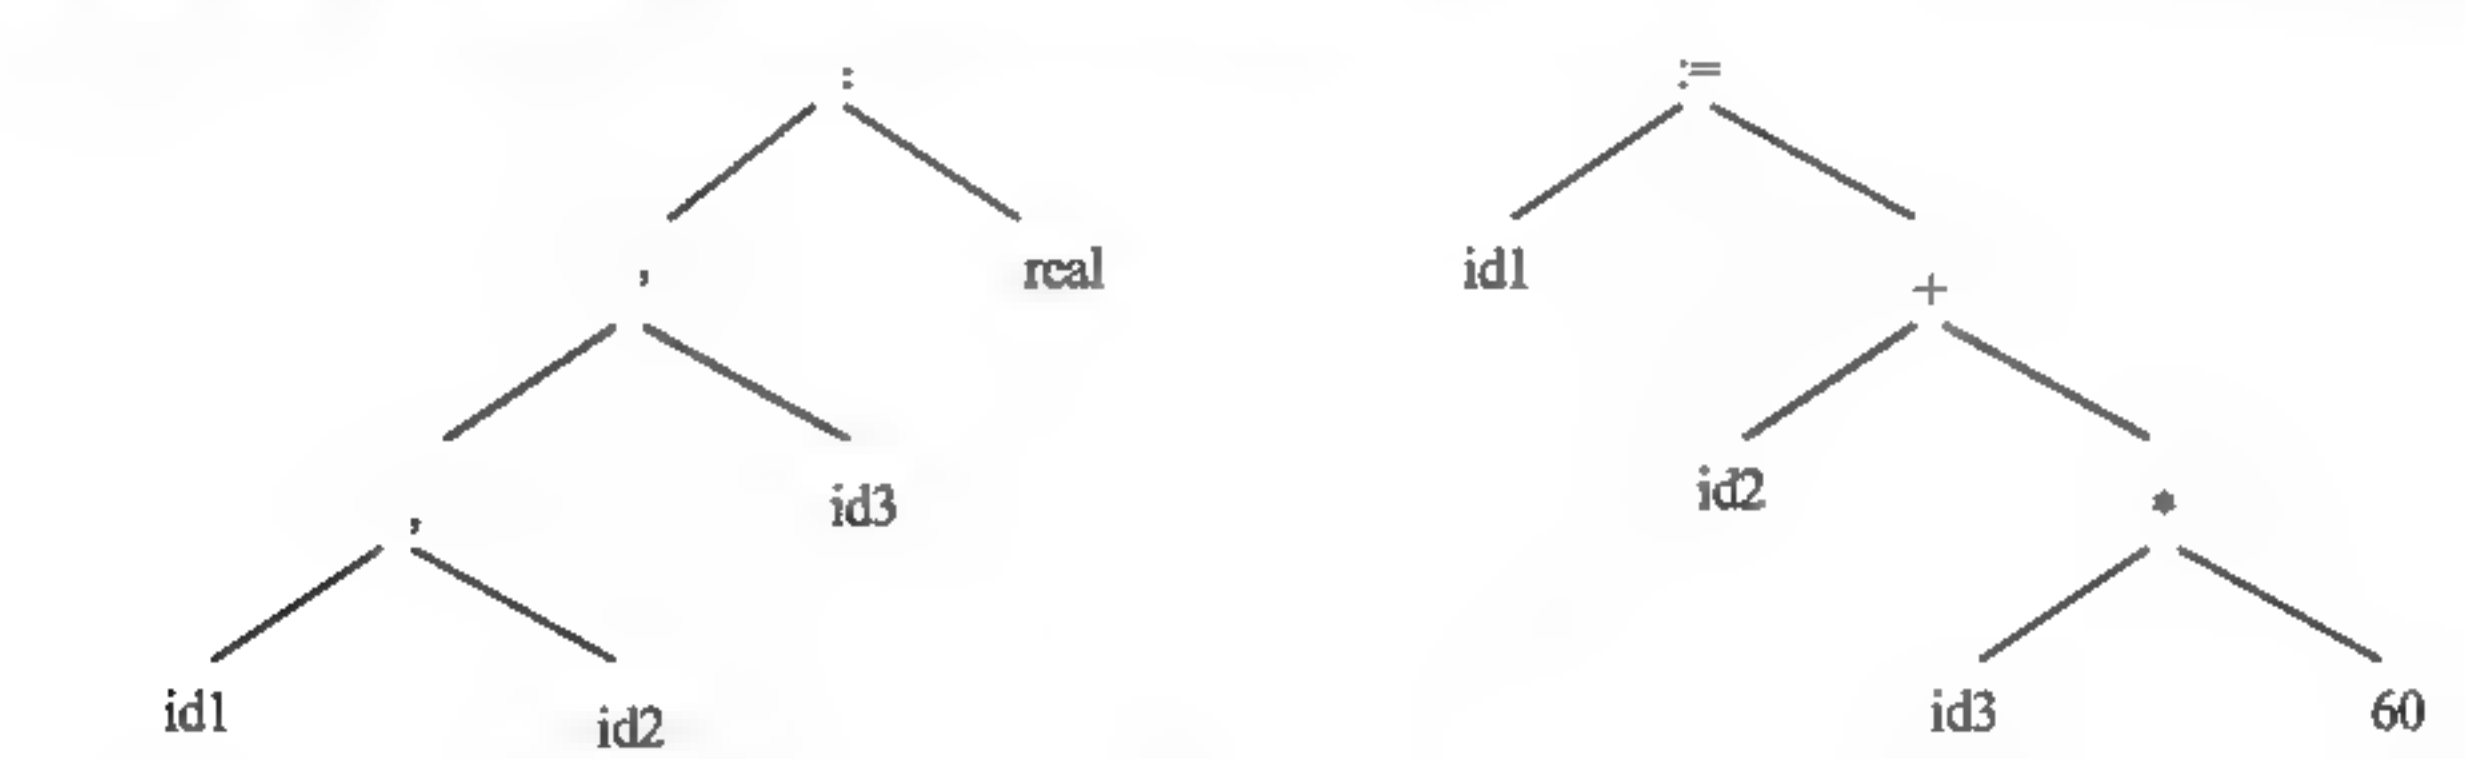 : :=
, real id1 +
, id3 id2 *
id1 id2 id3 60